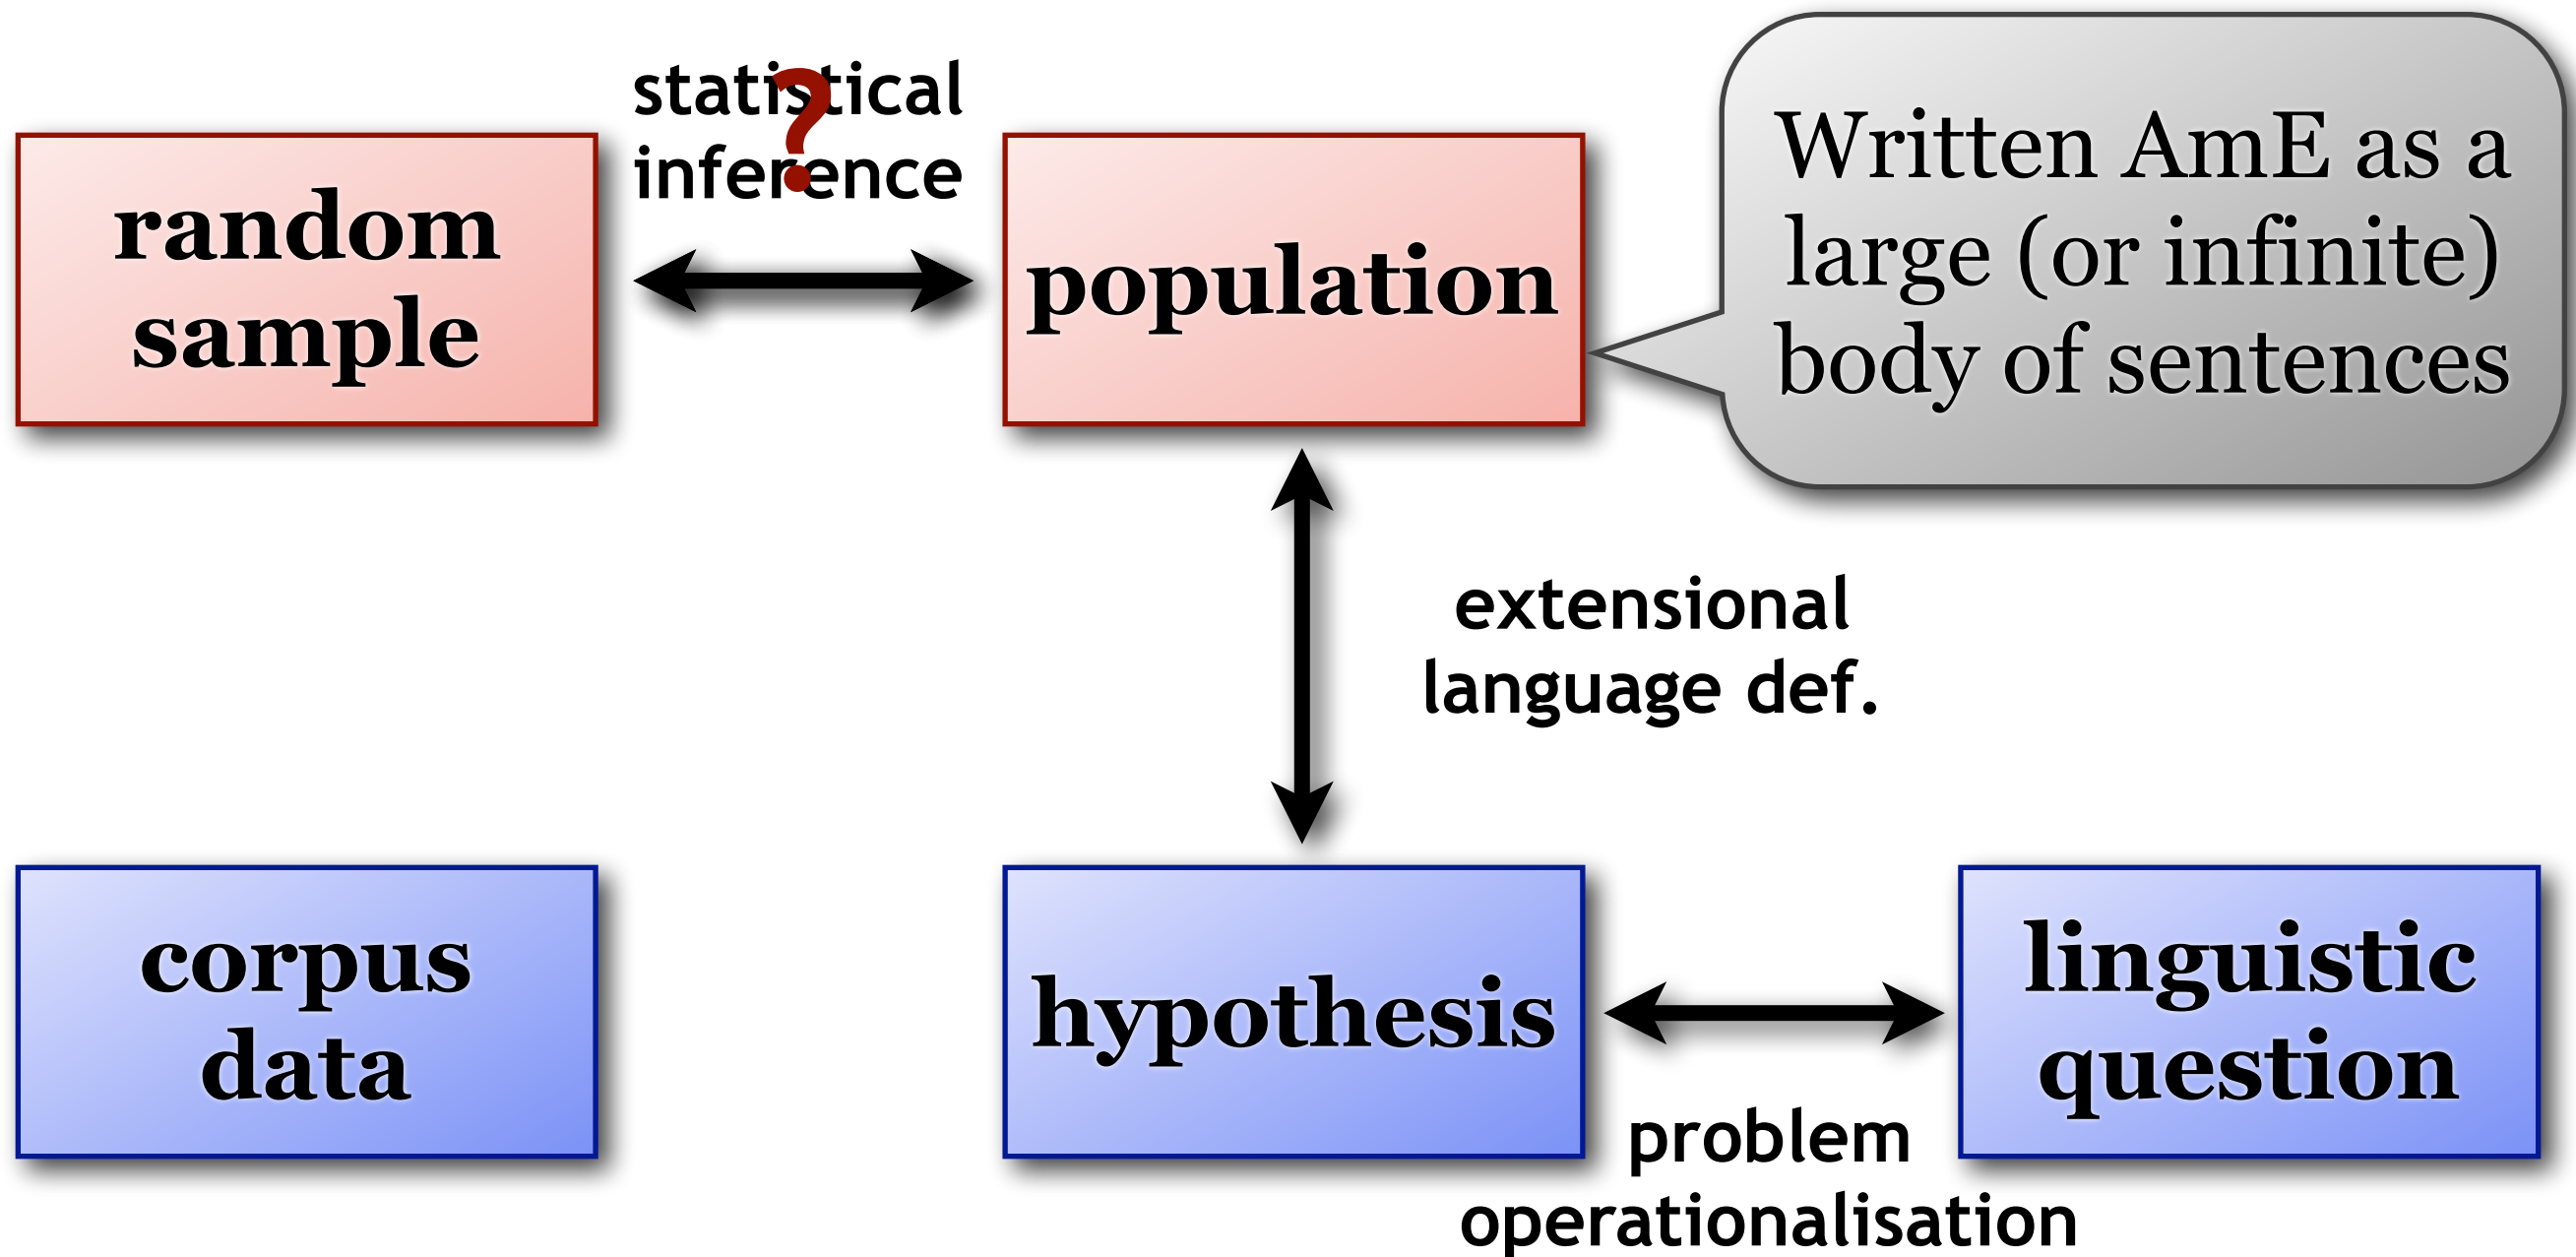 statistical
inference
?
random
sample
population
Written AmE as a
large (or infinite)
body of sentences
extensional
language def.
corpus
data
hypothesis
linguistic
question
problem
operationalisation